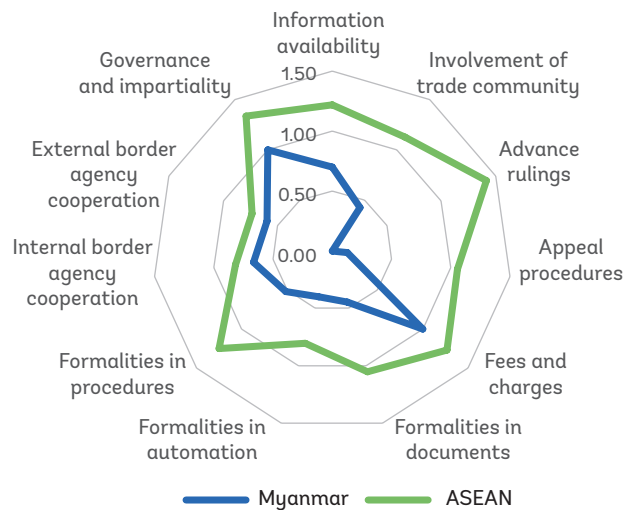 Information
availability
Involvement of
trade community
Advance
rulings
Appeal
procedures
Fees and
charges
Formalities in
documents
Formalities in
automation
Formalities in
procedures
Internal border
agency
cooperation
External border
agency
cooperation
Governance
and impartiality
1.50
1.00
0.50
0.00
Myanmar
ASEAN